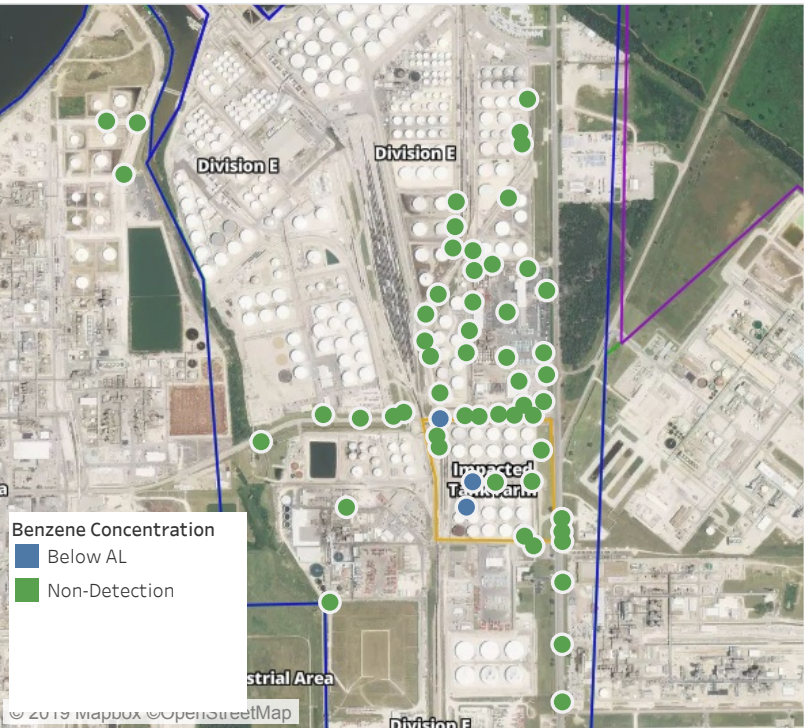 Division E
Division E
Impacted
Tank Farm
a
Benzene Concentration
Below AL
Non-Detection
strial Area
© 2019 Mapbox ©OpenStreetMap
Division E